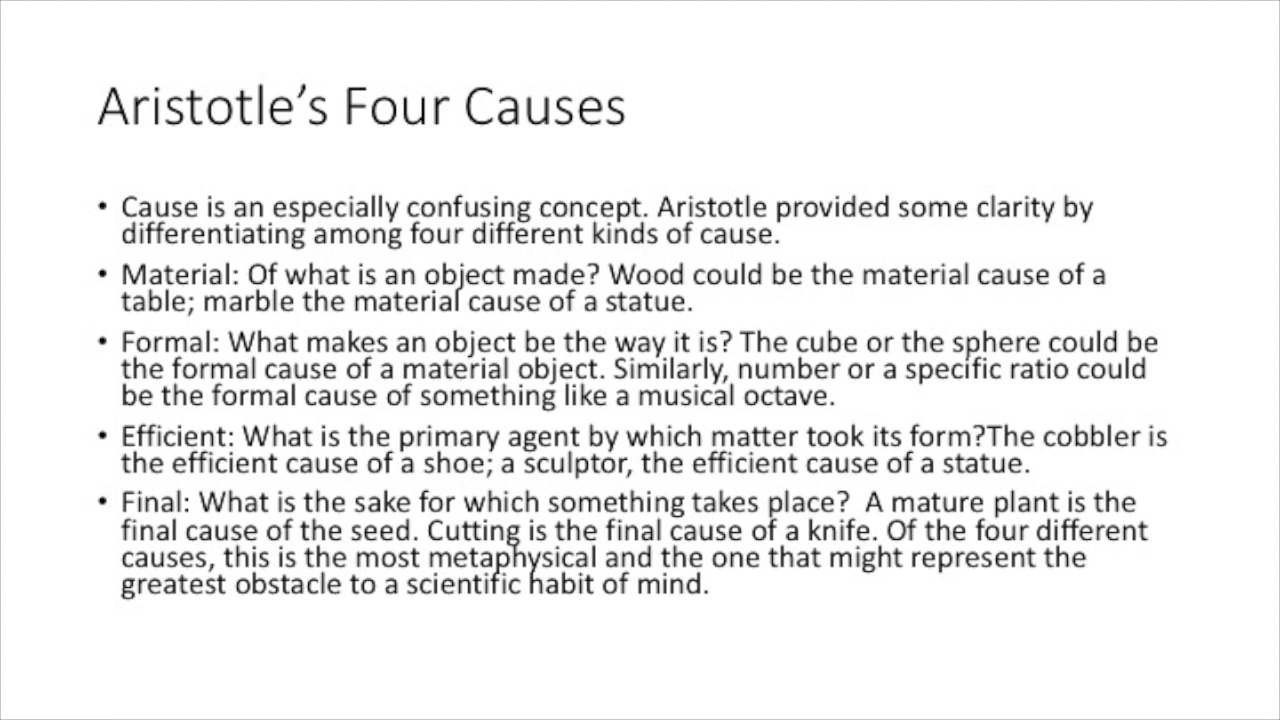 Aristotle’s Four Causes
• Cause is an especially confusing concept. Aristotle provided some clarity by
differentiating among four different kinds of cause.
• Material: Of what is an object made? Wood could be the material cause of a
table; marble the material cause of a statue.
• Formal: What makes an object be the way it is? The cube or the sphere could be
the formal cause of a material object. Similarly, number or a specific ratio could
be the formal cause of something like a musical octave.
• Efficient: What is the primary agent by which matter took its form?The cobbler is
the efficient cause of a shoe; a sculptor, the efficient cause of a statue.
• Final: What is the sake for which something takes place?  A mature plant is the
final cause of the seed. Cutting is the final cause of a knife. Of the four different
causes, this is the most metaphysical and the one that might represent the
greatest obstacle to a scientific habit of mind.